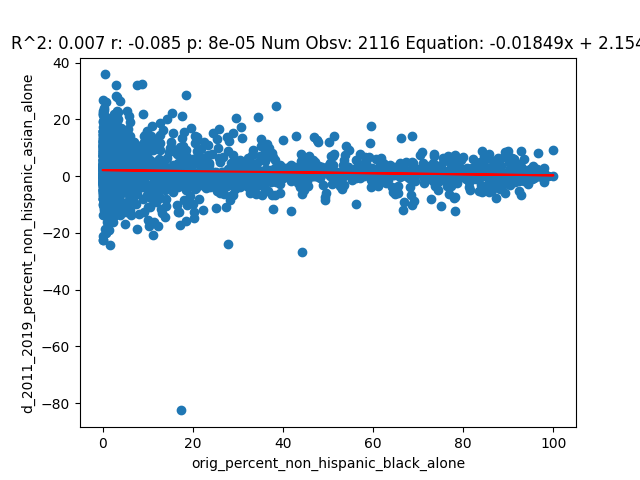 R^2: 0.007 r: -0.085 p: 8e-05 Num Obsv: 2116 Equation: -0.01849x + 2.154
d_2011_2019_percent_non_hispanic_asian_alone
40
20
0
−20
−40
−60
−80
0 20 40 60 80 100
orig_percent_non_hispanic_black_alone